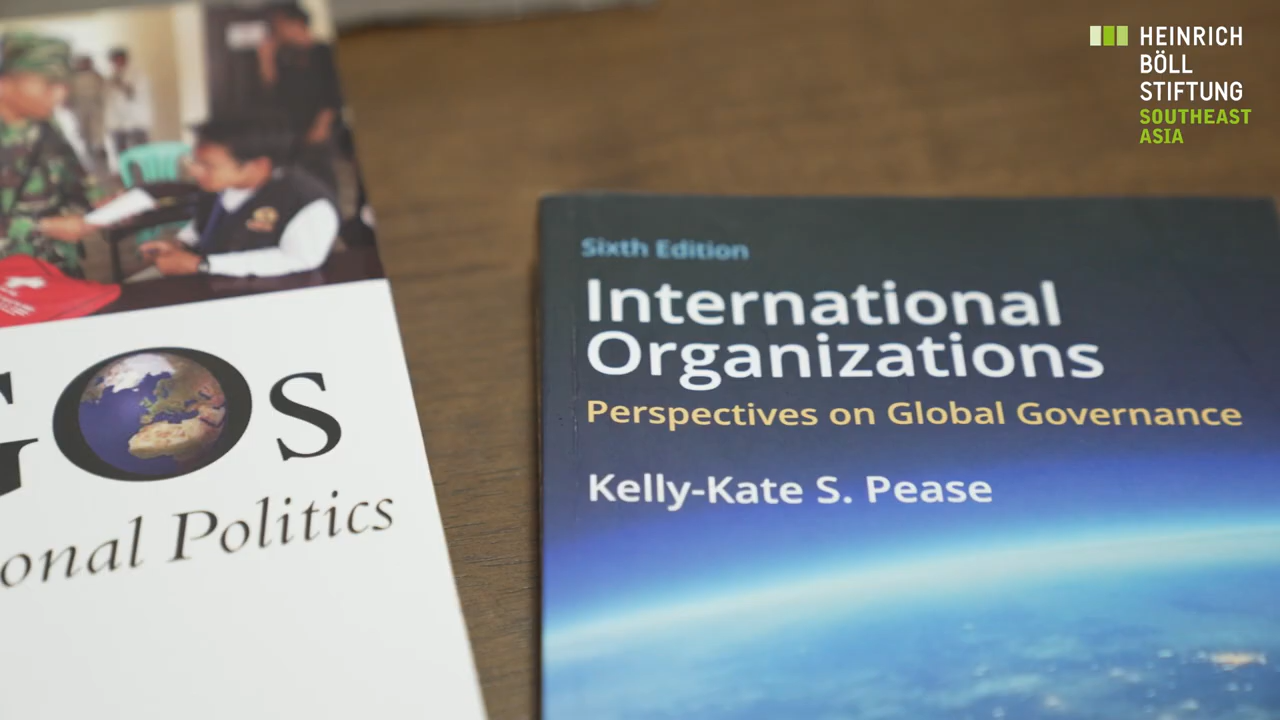 HEINRICH
BÖLL
STIFTUNG
SOUTHEAST
ASIA
GOs
onal Politics
Sixth Edition
International
Organizations
Perspectives on Global Governance
Kelly-Kate S. Pease